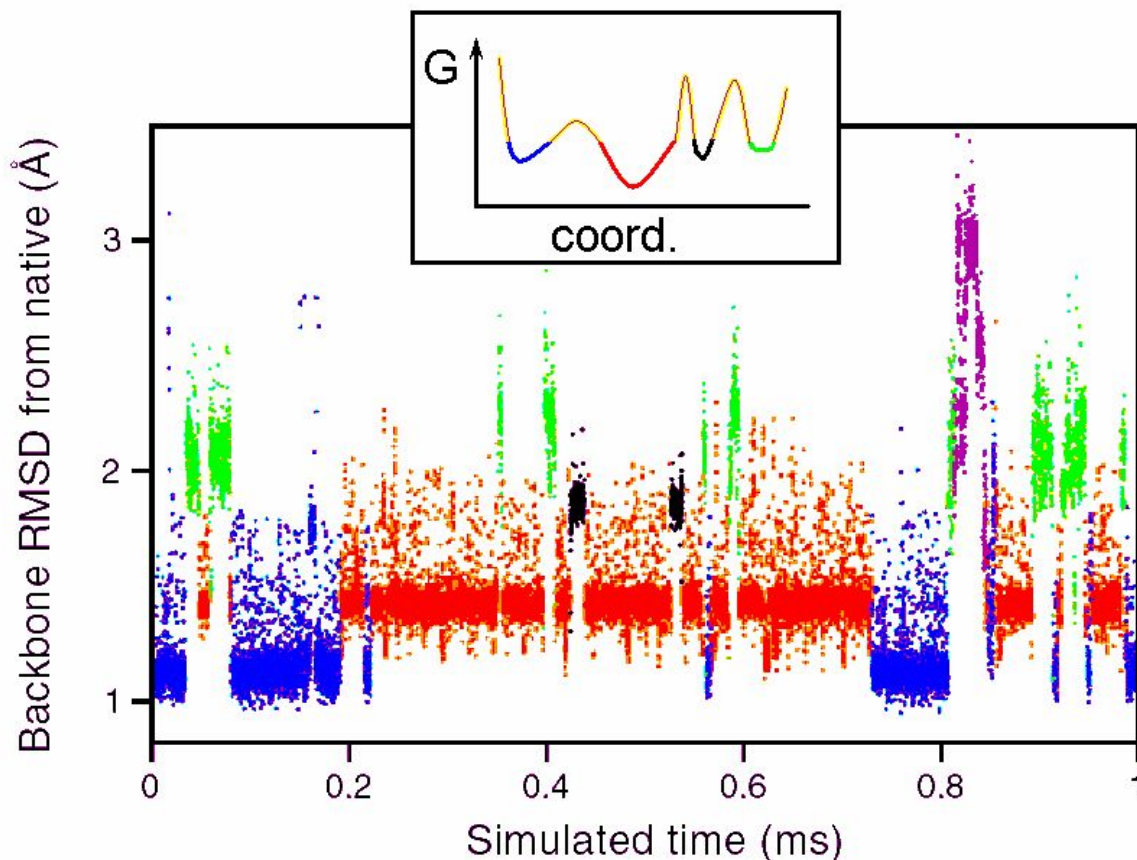 G
coord.
Backbone RMSD from native (Å)
3
2
1
0
0.2
0.4
0.6
0.8
1
Simulated time (ms)